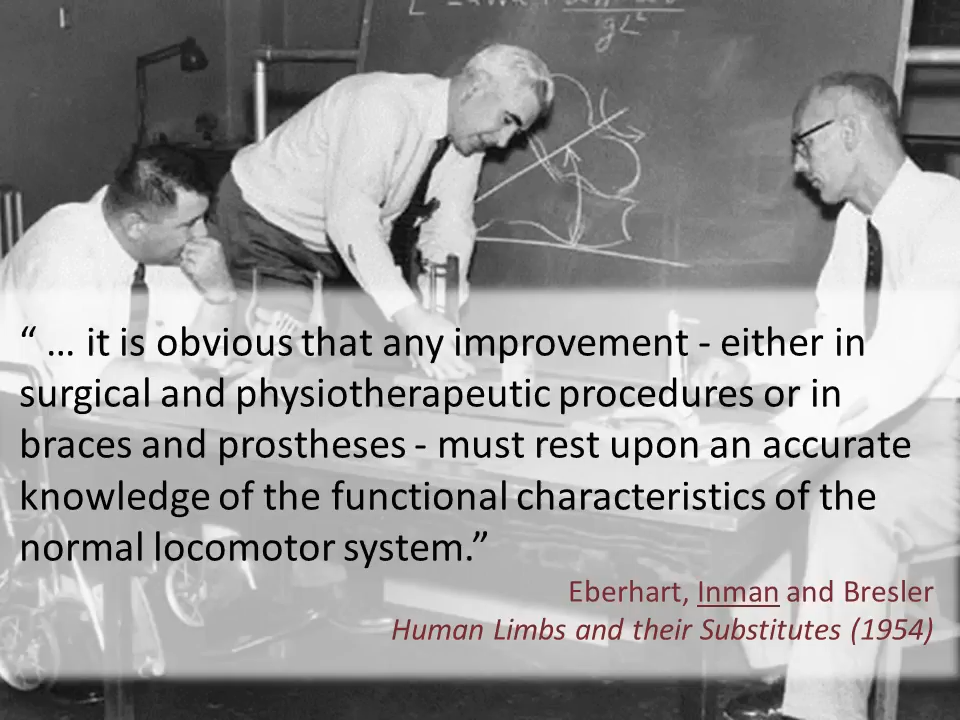 gL²
“ ... it is obvious that any improvement - either in
surgical and physiotherapeutic procedures or in
braces and prostheses - must rest upon an accurate
knowledge of the functional characteristics of the
normal locomotor system.”
Eberhart, Inman and Bresler
Human Limbs and their Substitutes (1954)